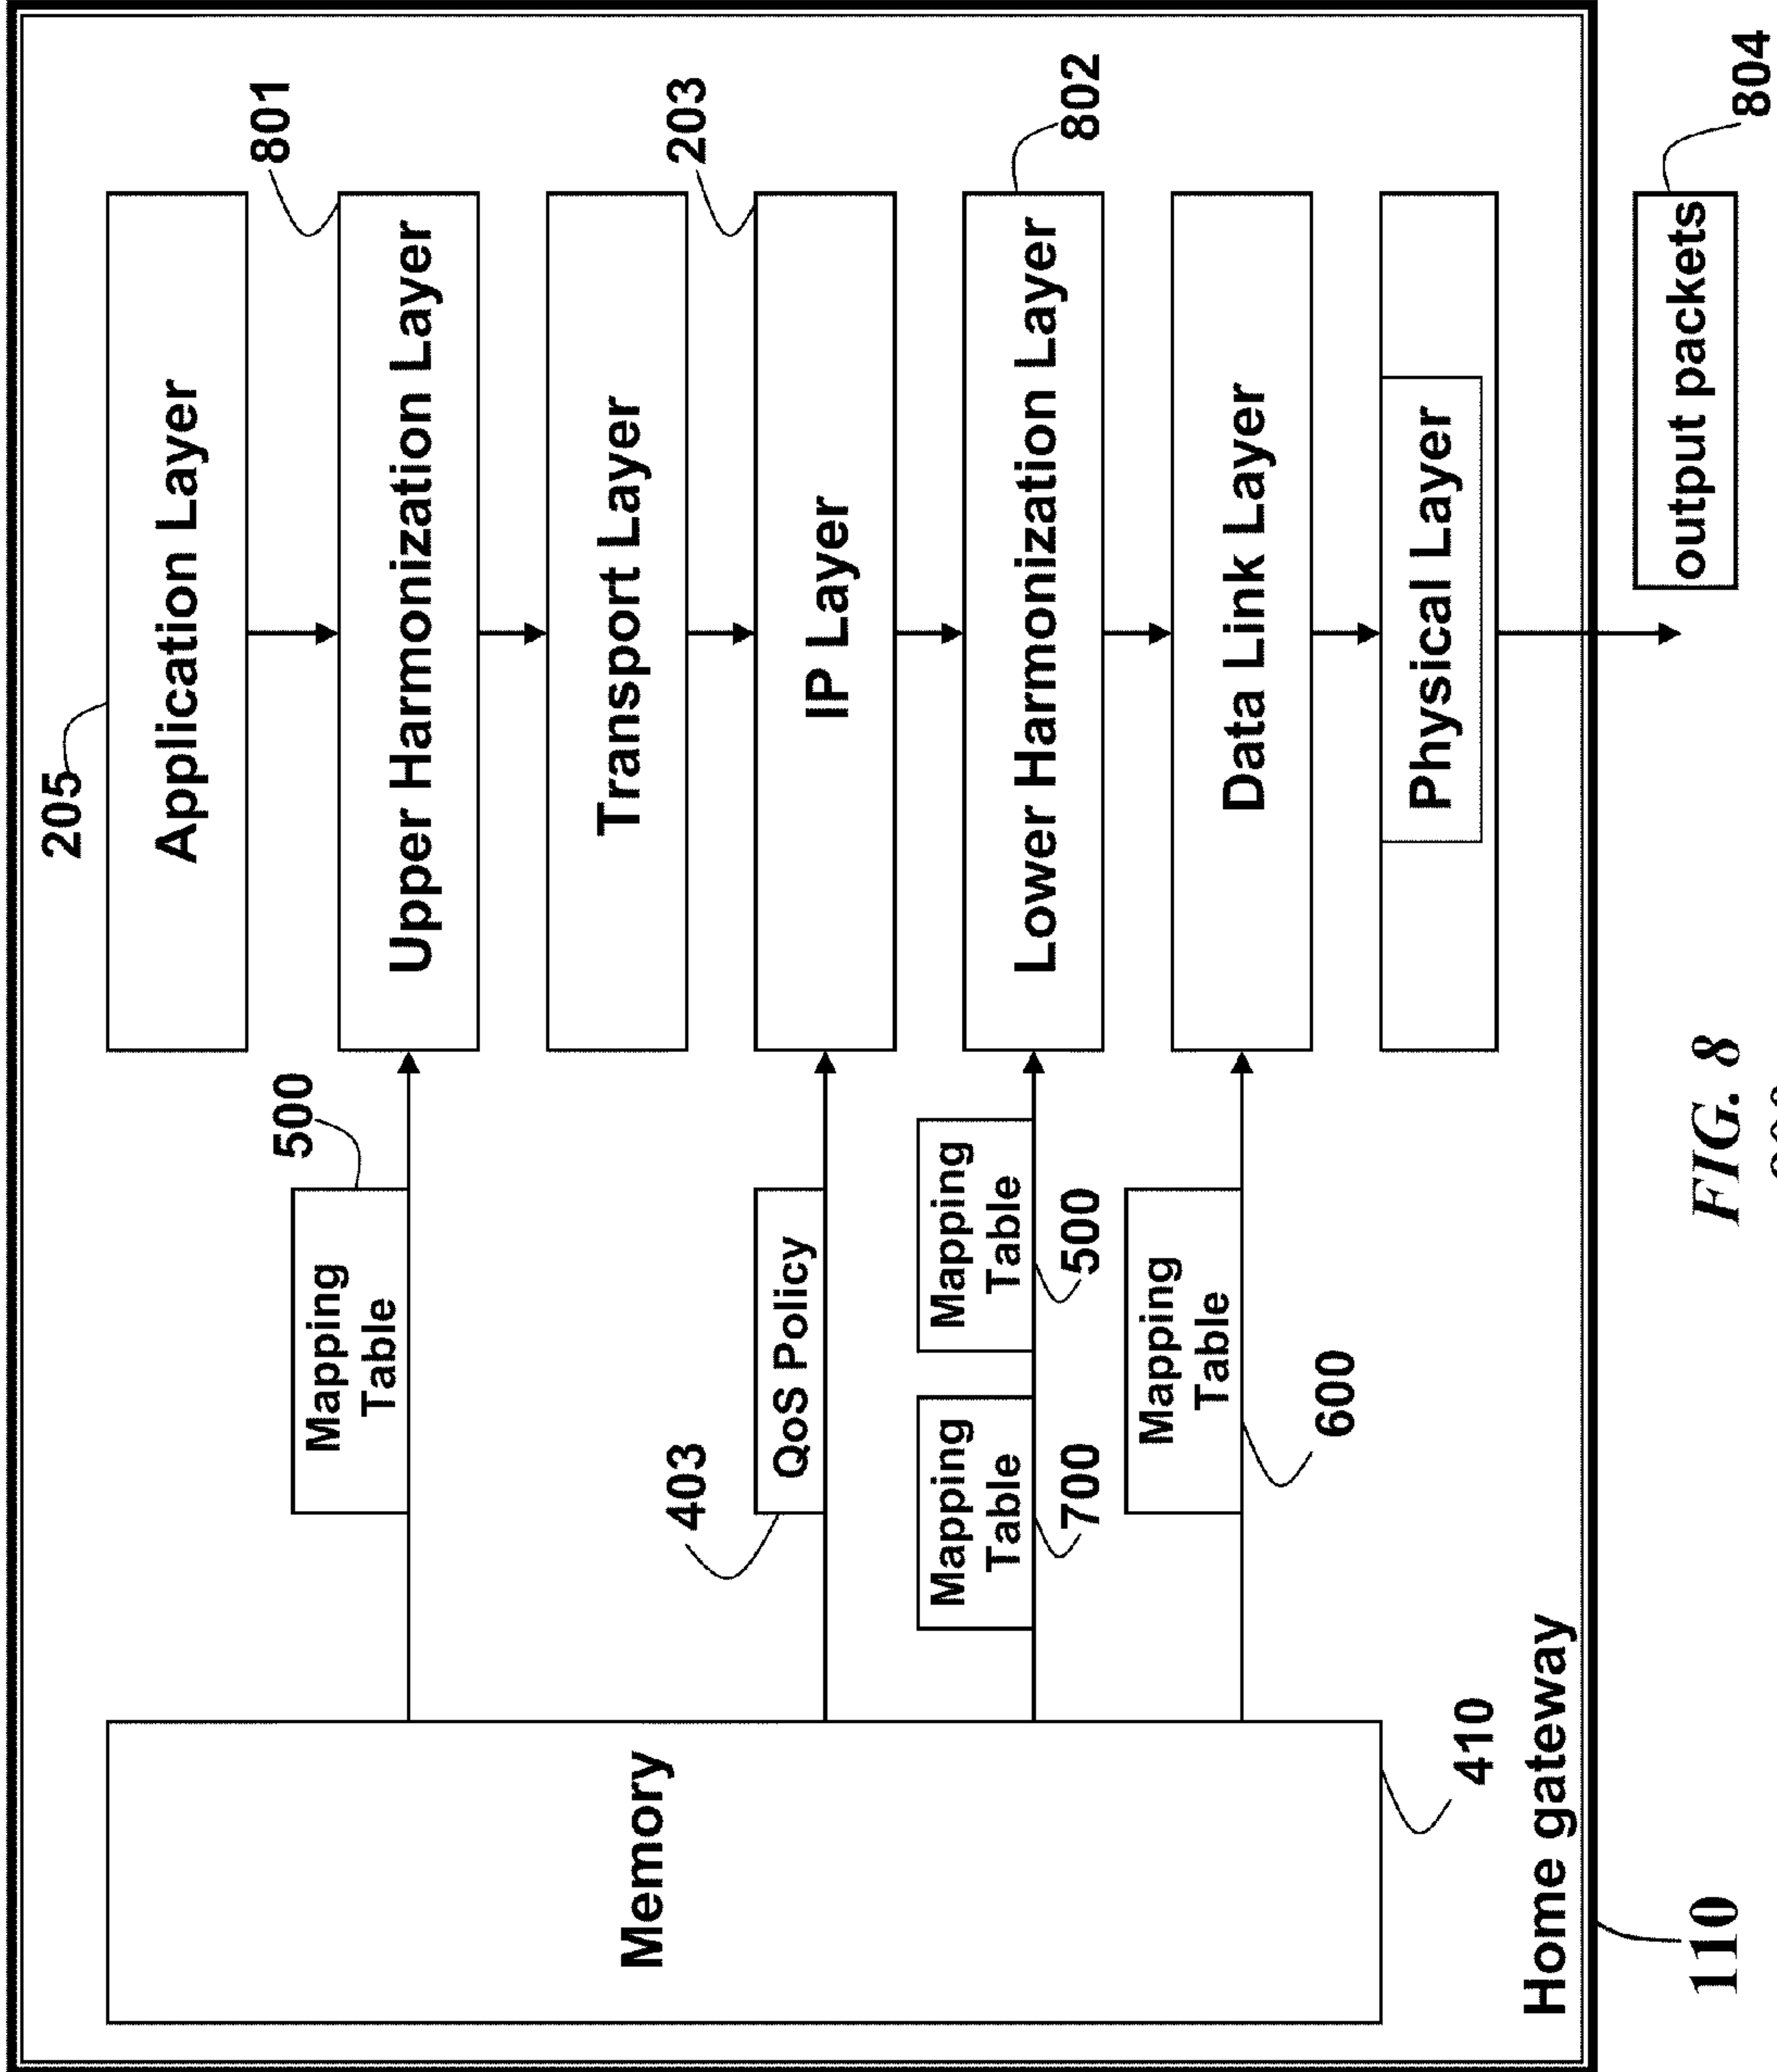 205
Application Layer
500
801
Mapping
Table
Upper Harmonization Layer
Memory
Transport Layer
403
203
QoS Policy
IP Layer
Mapping
Table
700
Mapping
Table
500
Lower Harmonization Layer
802
Mapping
Table
600
Data Link Layer
Physical Layer
410
Home gateway
output packets
804
110
FIG. 8